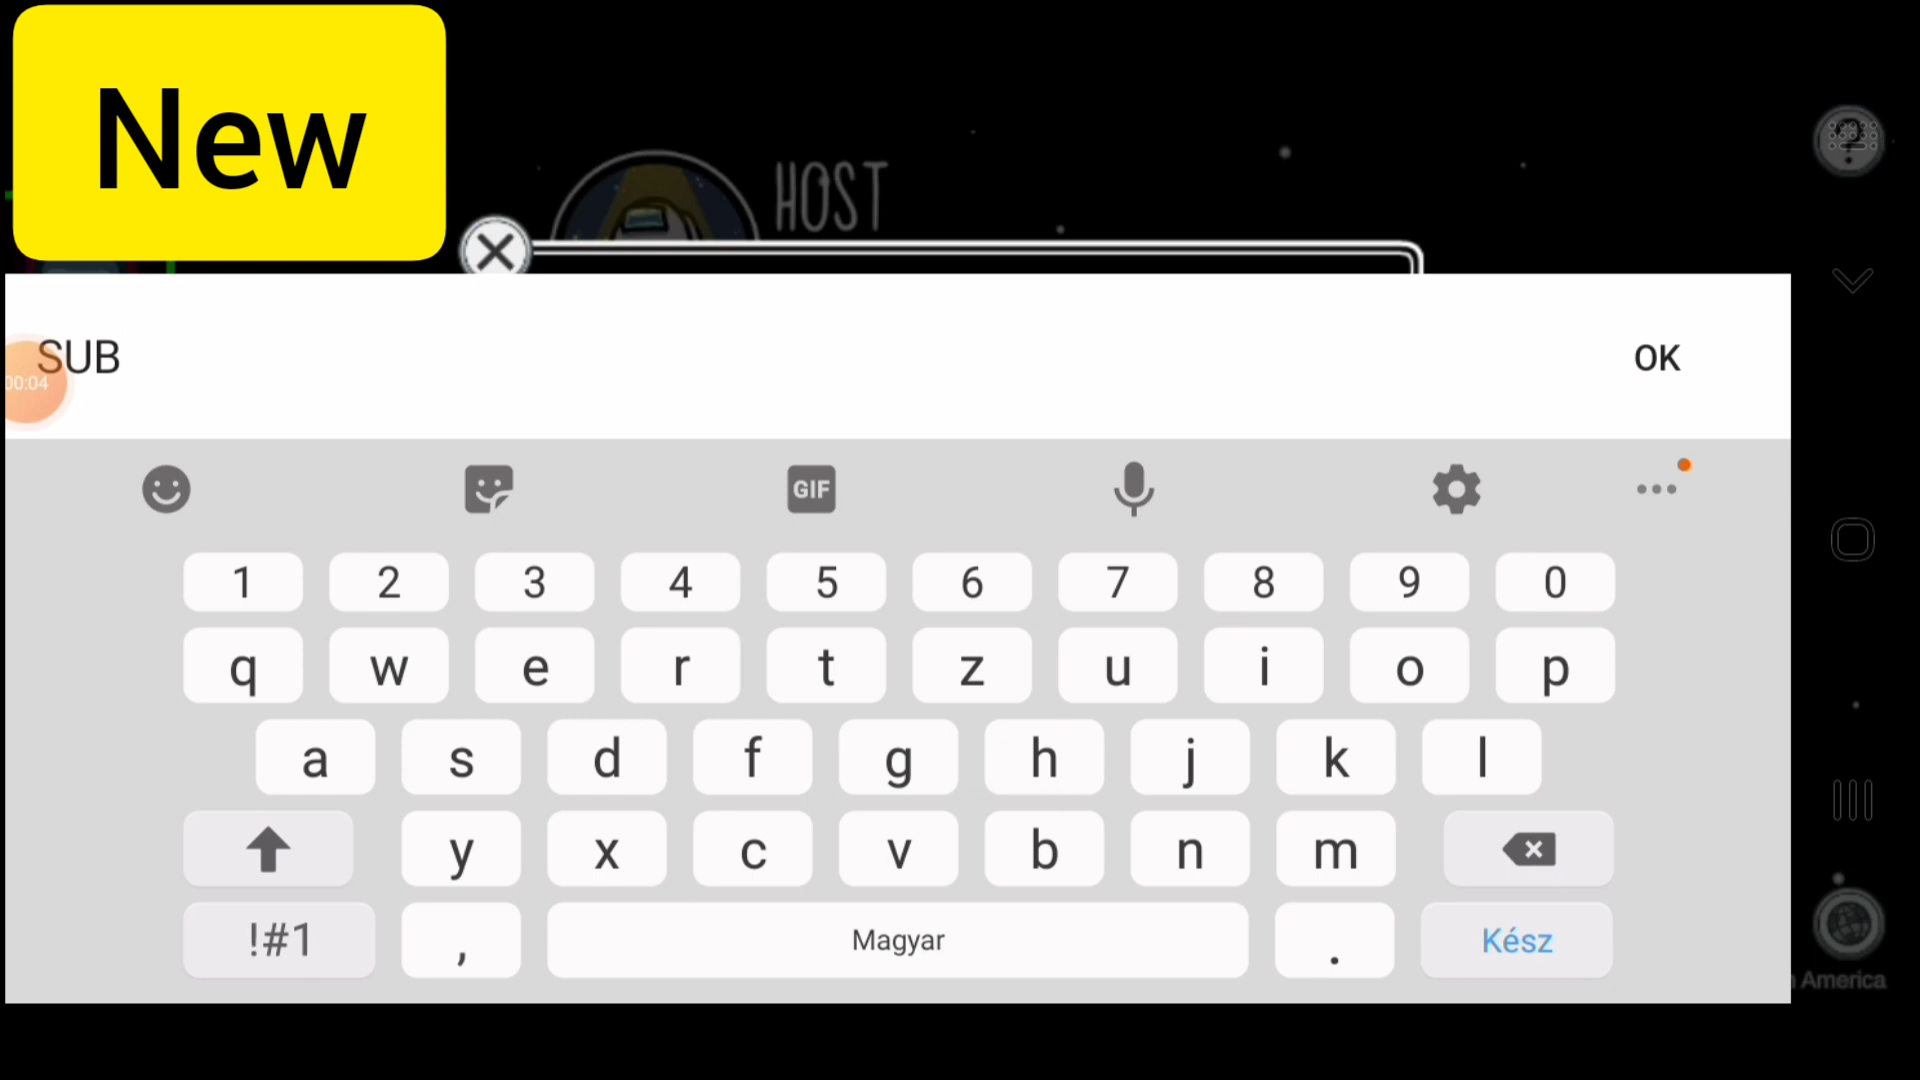 New
HOST
SUB
00:04
OK
GIF
1 2 3 4 5 6 7 8 9 0
q w e r t z u i o p
a s d f g h j k l
y x c v b n m
!#1 , Magyar . Kész
America